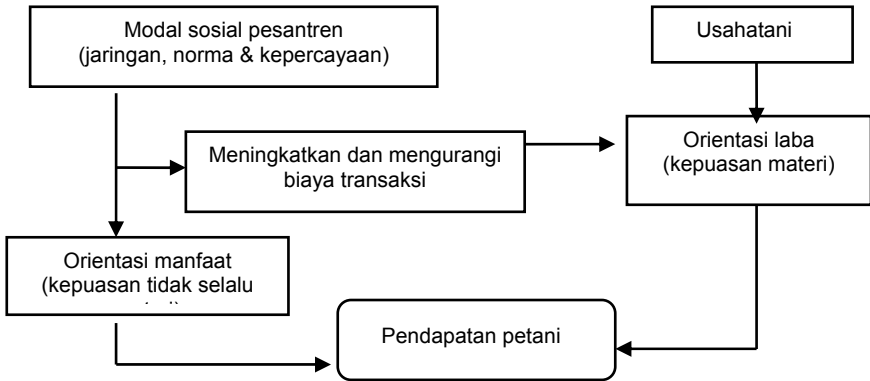 Modal sosial pesantren
(jaringan, norma & kepercayaan)
Usahatani
Meningkatkan dan mengurangi
biaya transaksi
Orientasi laba
(kepuasan materi)
Orientasi manfaat
(kepuasan tidak selalu
Pendapatan petani